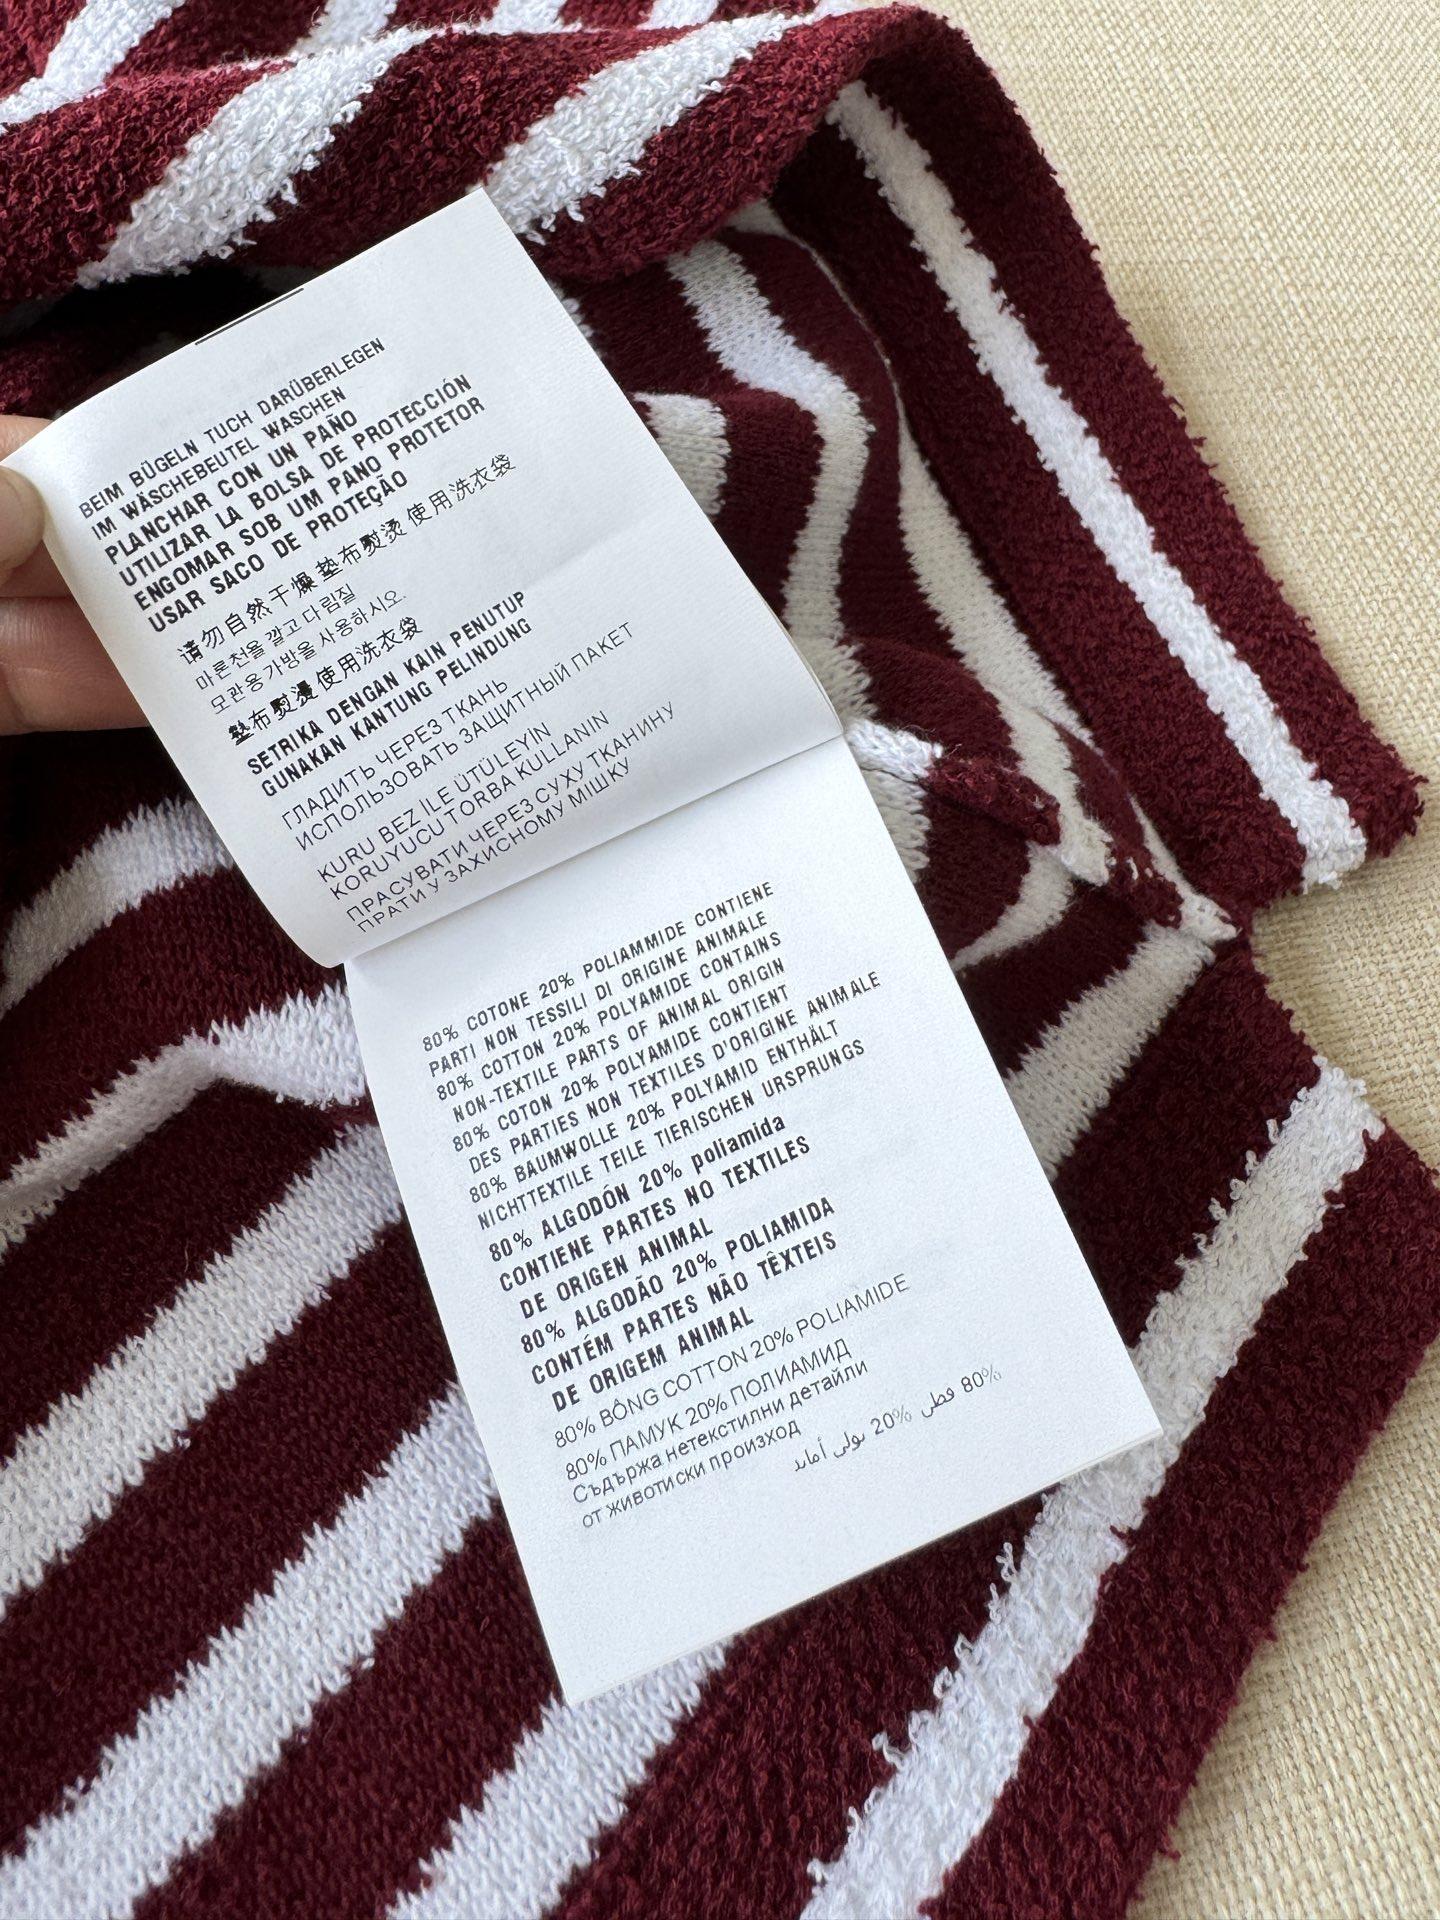 BEIM BÜGELN TUCH DARÜBERLEGEN
IM WÄSCHEBEUTEL WASCHEN
PLANCHAR CON UN PAÑO
UTILIZAR LA BOLSA DE PROTECCIÓN
ENGOMAR SOB UM PANO PROTETOR
USAR SACO DE PROTEÇÃO
请勿自然干燥 垫布熨烫 使用洗衣袋
마른천을 깔고 다림질
모관용 가방을 사용하시오.
墊布熨燙使用洗衣袋
SETRIKA DENGAN KAIN PENUTUP
GUNAKAN KANTUNG PELINDUNG
ГЛАДИТЬ ЧЕРЕЗ ТКАНЬ
ИСПОЛЬЗОВАТЬ ЗАЩИТНЫЙ ПАКЕТ
KURU BEZ İLE ÜTÜLEYİN
KORUYUCU TORBA KULLANIN
ПРАСУВАТИ ЧЕРЕЗ СУХУ ТКАНИНУ
ПРАТИ У ЗАХИСНОМУ МІШКУ
80% COTONE 20% POLIAMMIDE CONTIENE
PARTI NON TESSILI DI ORIGINE ANIMALE
80% COTTON 20% POLYAMIDE CONTAINS
NON-TEXTILE PARTS OF ANIMAL ORIGIN
80% COTON 20% POLYAMIDE CONTIENT
DES PARTIES NON TEXTILES D'ORIGINE ANIMALE
80% BAUMWOLLE 20% POLYAMID ENTHÄLT
NICHTTEXTILE TEILE TIERISCHEN URSPRUNGS
80% ALGODÓN 20% poliamida
CONTIENE PARTES NO TEXTILES
DE ORIGEN ANIMAL
80% ALGODÃO 20% POLIAMIDA
CONTÉM PARTES NÃO TÊXTEIS
DE ORIGEM ANIMAL
80% BÔNG COTTON 20% POLIAMIDE
80% ПАМУК 20% ПОЛИАМИД
Съдържа нетекстилни детайли
от животински произход
80% قطن 20% بولي أمايد